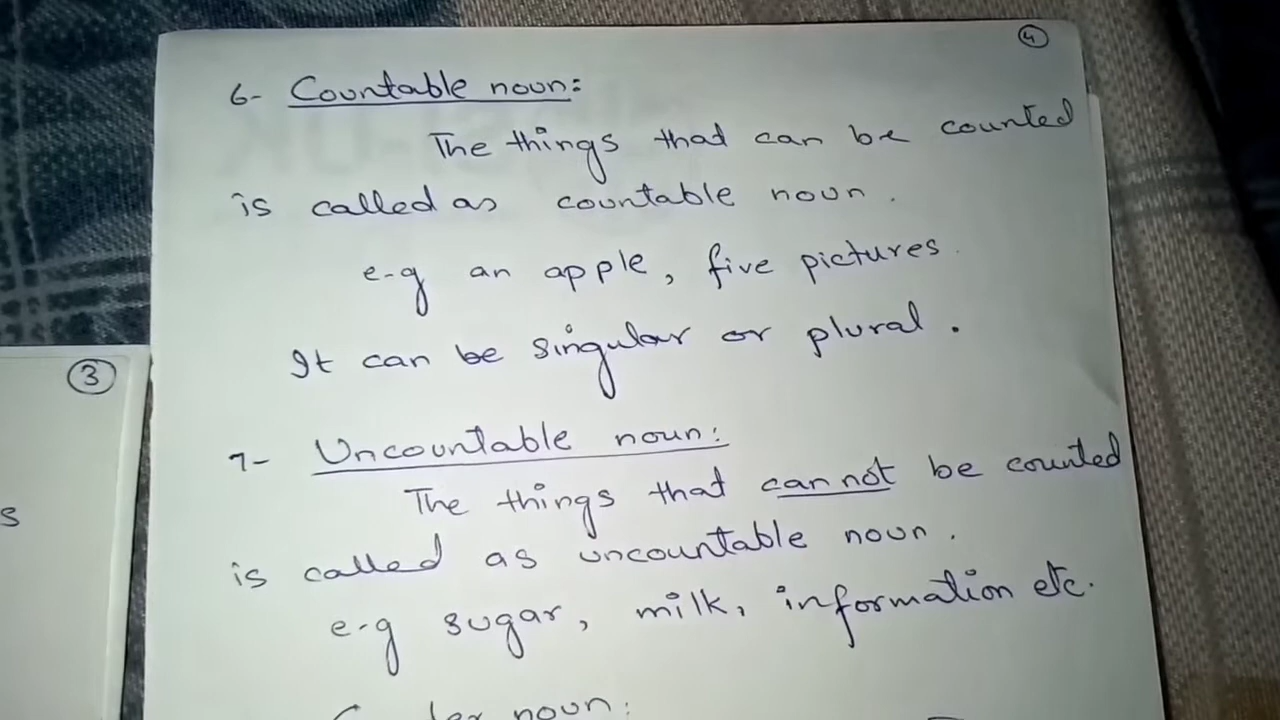 4
6- Countable noun:
The things that can be counted
is called as countable noun.
e-g an apple, five pictures.
It can be singular or plural.
3
7- Uncountable noun:
The things that cannot be counted
s
is called as uncountable noun.
e-g sugar, milk, information etc.
noun: